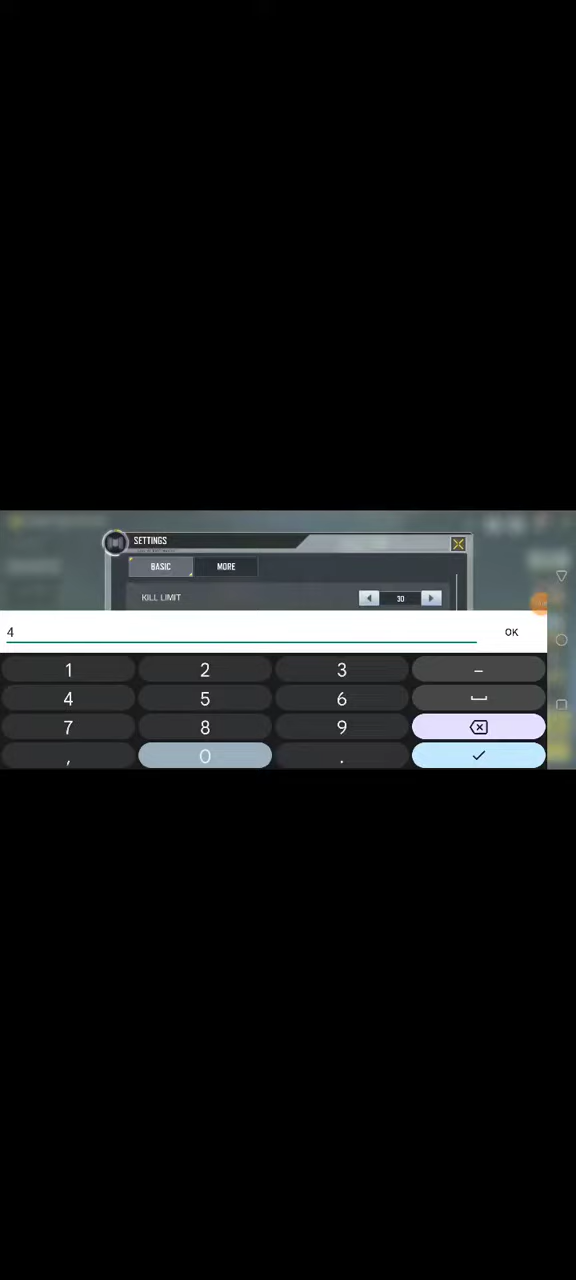 SETTINGS
BASIC MORE
KILL LIMIT 30
4 OK
1 2 3 –
4 5 6
7 8 9
, 0 .